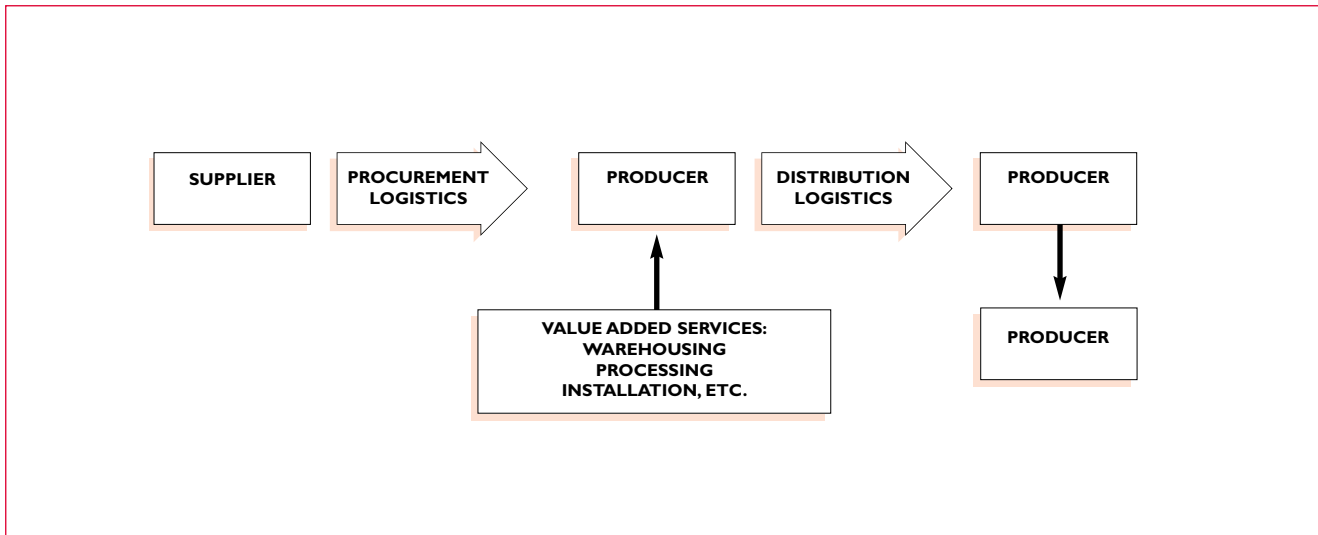 SUPPLIER
PROCUREMENT
LOGISTICS
PRODUCER
DISTRIBUTION
LOGISTICS
PRODUCER
VALUE ADDED SERVICES:
WAREHOUSING
PROCESSING
INSTALLATION, ETC.
PRODUCER